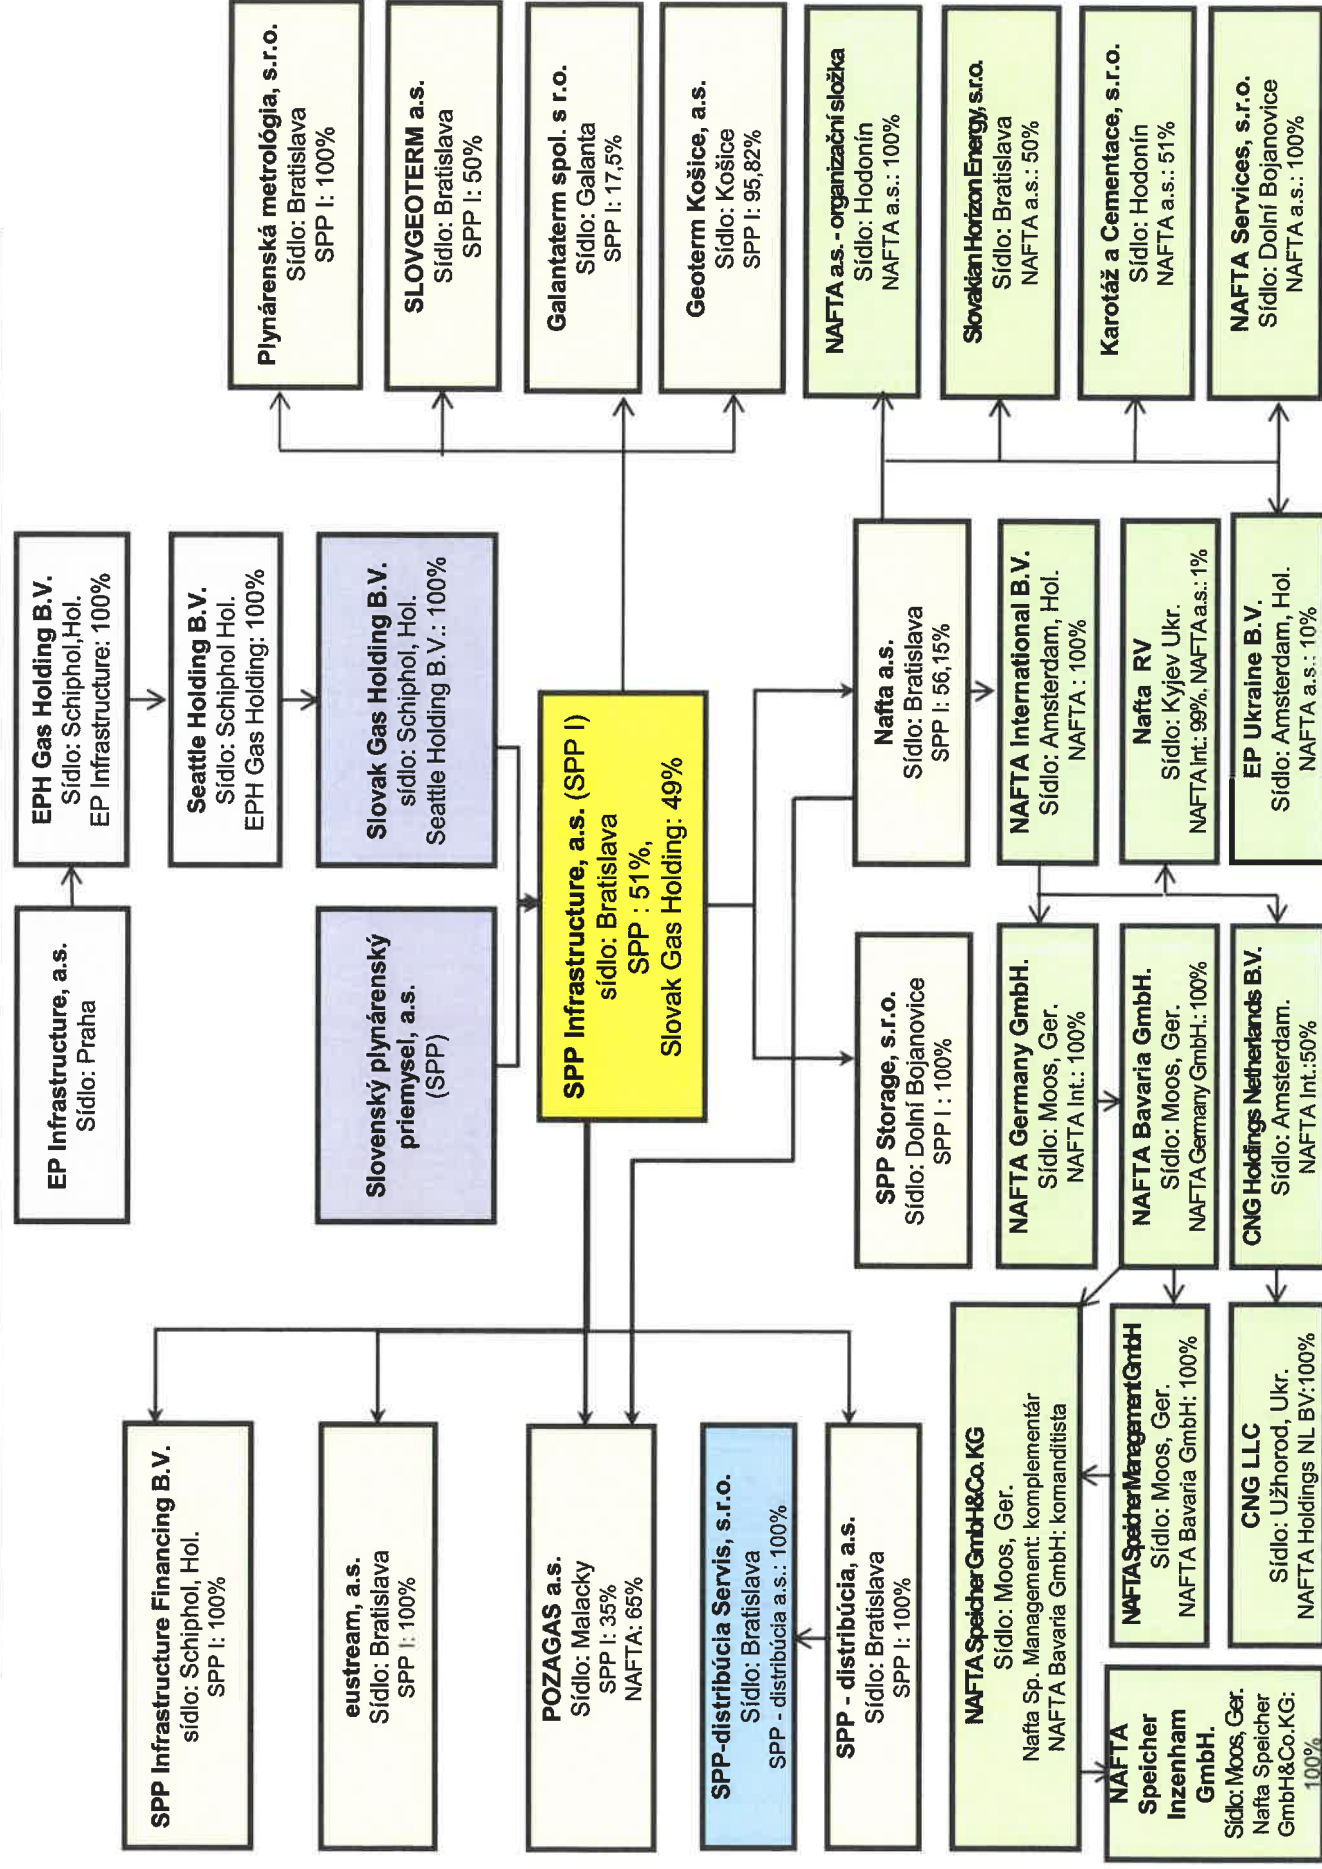 EP Infrastructure, a.s.
Sídlo: Praha
EPH Gas Holding B.V.
Sídlo: Schiphol,Hol.
EP Infrastructure: 100%
Seattle Holding B.V.
Sídlo: Schiphol Hol.
EPH Gas Holding: 100%
Slovenský plynárenský
priemysel, a.s.
(SPP)
Slovak Gas Holding B.V.
sídlo: Schiphol, Hol.
Seattle Holding B.V.: 100%
SPP Infrastructure, a.s. (SPP I)
sídlo: Bratislava
SPP : 51%,
Slovak Gas Holding: 49%
SPP Infrastructure Financing B.V.
sídlo: Schiphol, Hol.
SPP I: 100%
eustream, a.s.
Sídlo: Bratislava
SPP I: 100%
POZAGAS a.s.
Sídlo: Malacky
SPP I: 35%
NAFTA: 65%
SPP-distribúcia Servis, s.r.o.
Sídlo: Bratislava
SPP - distribúcia a.s.: 100%
SPP - distribúcia, a.s.
Sídlo: Bratislava
SPP I: 100%
Plynárenská metrológia, s.r.o.
Sídlo: Bratislava
SPP I: 100%
SLOVGEOTERM a.s.
Sídlo: Bratislava
SPP I: 50%
Galantaterm spol. s r.o.
Sídlo: Galanta
SPP I: 17,5%
Geoterm Košice, a.s.
Sídlo: Košice
SPP I: 95,82%
SPP Storage, s.r.o.
Sídlo: Dolní Bojanovice
SPP I : 100%
Nafta a.s.
Sídlo: Bratislava
SPP I: 56,15%
NAFTA a.s. - organizační složka
Sídlo: Hodonín
NAFTA a.s.: 100%
Slovakian Horizon Energy, s.r.o.
Sídlo: Bratislava
NAFTA a.s.: 50%
Karotáž a Cementace, s.r.o.
Sídlo: Hodonín
NAFTA a.s.: 51%
NAFTA Services, s.r.o.
Sídlo: Dolní Bojanovice
NAFTA a.s.: 100%
NAFTA International B.V.
Sídlo: Amsterdam, Hol.
NAFTA : 100%
Nafta RV
Sídlo: Kyjev Ukr.
NAFTA Int.: 99%, NAFTA a.s.: 1%
EP Ukraine B.V.
Sídlo: Amsterdam, Hol.
NAFTA a.s.: 10%
NAFTA Germany GmbH.
Sídlo: Moos, Ger.
NAFTA Int.: 100%
NAFTA Bavaria GmbH.
Sídlo: Moos, Ger.
NAFTA Germany GmbH.: 100%
CNG Holdings Netherlands B.V.
Sídlo: Amsterdam.
NAFTA Int.:50%
NAFTA Speicher GmbH&Co.KG
Sídlo: Moos, Ger.
Nafta Sp. Management: komplementár
NAFTA Bavaria GmbH: komanditista
NAFTA Speicher Management GmbH
Sídlo: Moos, Ger.
NAFTA Bavaria GmbH: 100%
CNG LLC
Sídlo: Užhorod, Ukr.
NAFTA Holdings NL BV:100%
NAFTA
Speicher
Inzenham
GmbH.
Sídlo: Moos, Ger.
Nafta Speicher
GmbH&Co.KG:
100%